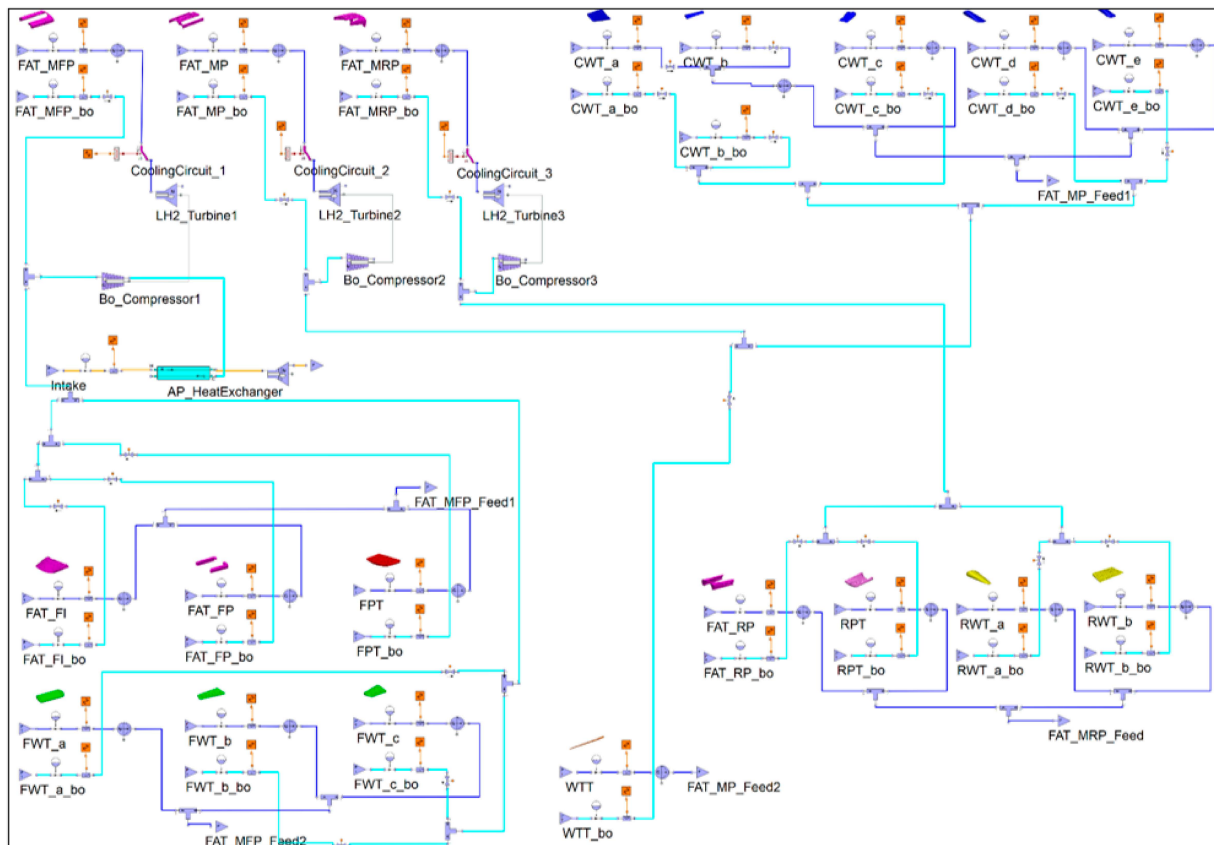 FAT_MFP
FAT_MP
FAT_MRP
CWT_a
CWT_b
CWT_c
CWT_d
CWT_e
FAT_MFP_bo
FAT_MP_bo
FAT_MRP_bo
CWT_a_bo
CWT_c_bo
CWT_d_bo
CWT_e_bo
CWT_b_bo
CoolingCircuit_1
CoolingCircuit_2
CoolingCircuit_3
FAT_MP_Feed1
LH2_Turbine1
LH2_Turbine2
LH2_Turbine3
Bo_Compressor1
Bo_Compressor2
Bo_Compressor3
Intake
AP_HeatExchanger
FAT_MFP_Feed1
FAT_FI
FAT_FP
FPT
FAT_FI_bo
FAT_FP_bo
FPT_bo
FAT_RP
RPT
RWT_a
RWT_b
FAT_RP_bo
RPT_bo
RWT_a_bo
RWT_b_bo
FAT_MRP_Feed
FWT_a
FWT_b
FWT_c
FWT_a_bo
FWT_b_bo
FWT_c_bo
WTT
FAT_MP_Feed2
WTT_bo
FAT_MFP_Feed2